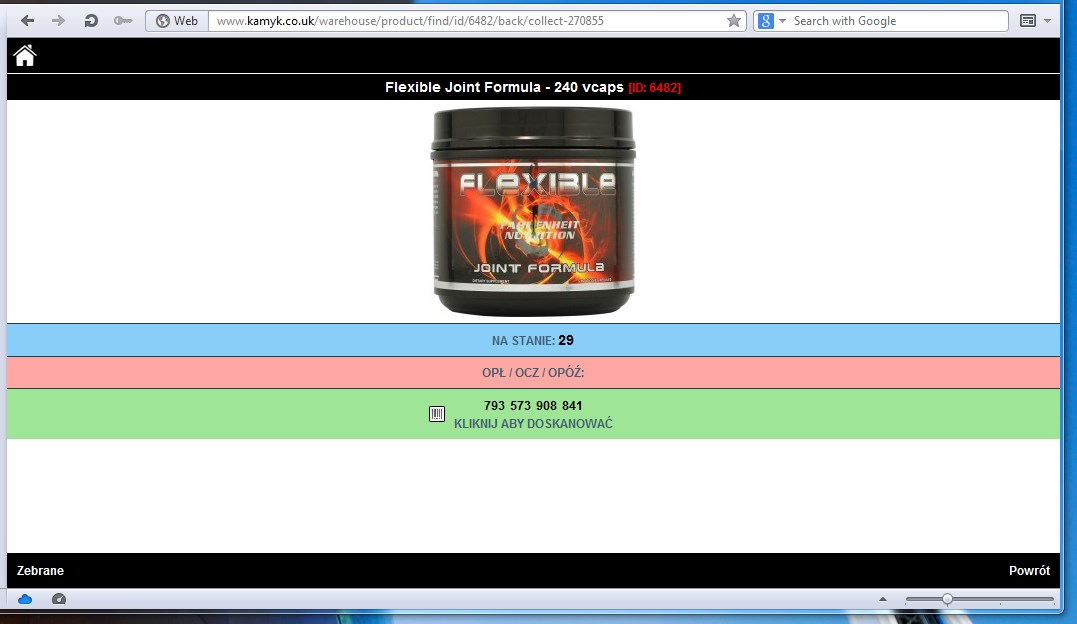 Web
www.kamyk.co.uk/warehouse/product/find/id/6482/back/collect-270855
Search with Google
Flexible Joint Formula - 240 vcaps [ID: 6482]
FLEXIBLE
NUTRITION
JOINT FORMULA
NA STANIE: 29
OPŁ / OCZ / OPÓŹ:
793 573 908 841
KLIKNIJ ABY DOSKANOWAĆ
Zebrane
Powrót